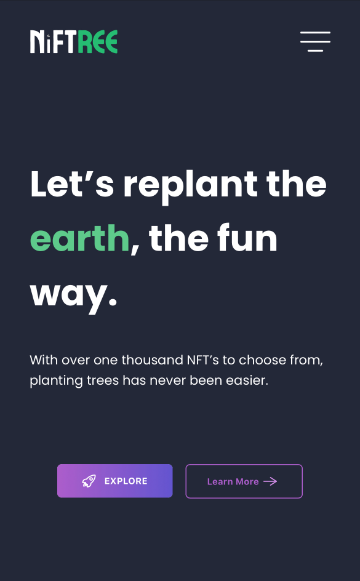 NiFTREE
Let’s replant the
earth, the fun
way.
With over one thousand NFT’s to choose from,
planting trees has never been easier.
EXPLORE
Learn More